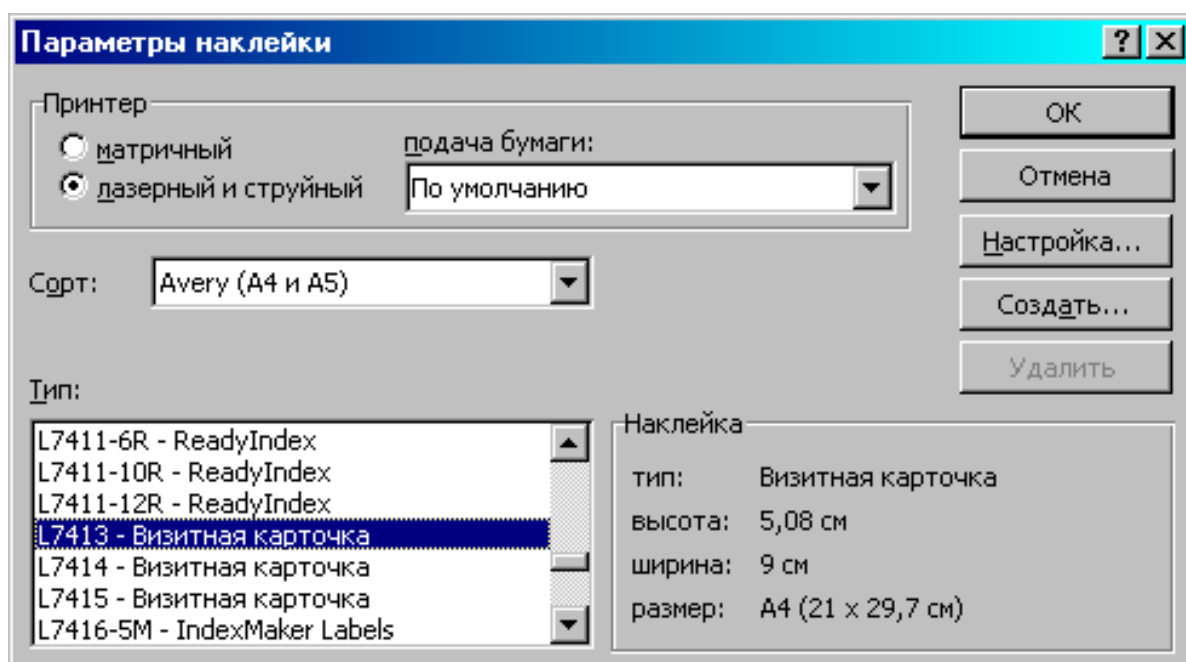 Параметры наклейки
Принтер
матричный
лазерный и струйный
подача бумаги:
По умолчанию
Сорт: Avery (A4 и A5)
Тип:
L7411-6R - ReadyIndex
L7411-10R - ReadyIndex
L7411-12R - ReadyIndex
L7413 - Визитная карточка
L7414 - Визитная карточка
L7415 - Визитная карточка
L7416-5M - IndexMaker Labels
OK
Отмена
Настройка...
Создать...
Удалить
Наклейка
тип: Визитная карточка
высота: 5,08 см
ширина: 9 см
размер: A4 (21 x 29,7 см)